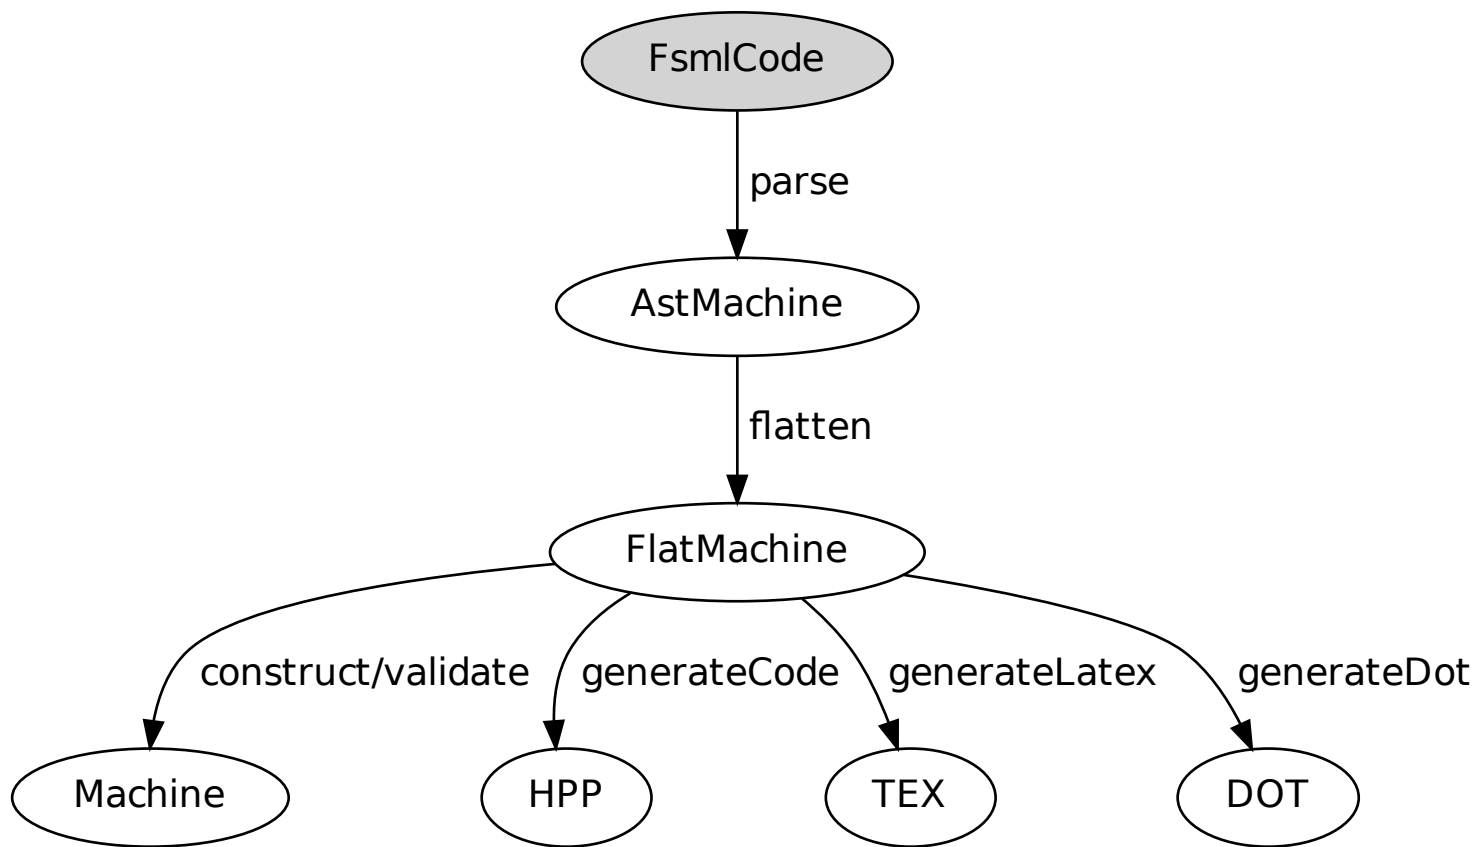 FsmlCode
parse
AstMachine
flatten
FlatMachine
construct/validate
generateCode
generateLatex
generateDot
Machine
HPP
TEX
DOT